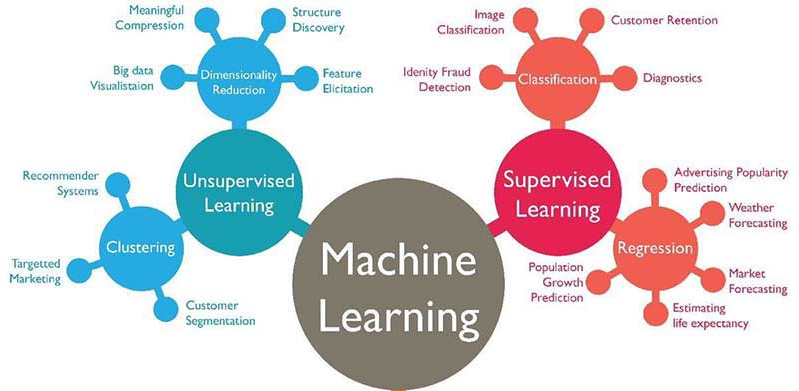 Meaningful
Compression
Structure
Discovery
Big data
Visualistaion
Dimensionality
Reduction
Feature
Elicitation
Image
Classification
Customer Retention
Idenity Fraud
Detection
Classification
Diagnostics
Recommender
Systems
Unsupervised
Learning
Clustering
Targetted
Marketing
Customer
Segmentation
Machine
Learning
Supervised
Learning
Advertising Popularity
Prediction
Weather
Forecasting
Regression
Population
Growth
Prediction
Market
Forecasting
Estimating
life expectancy